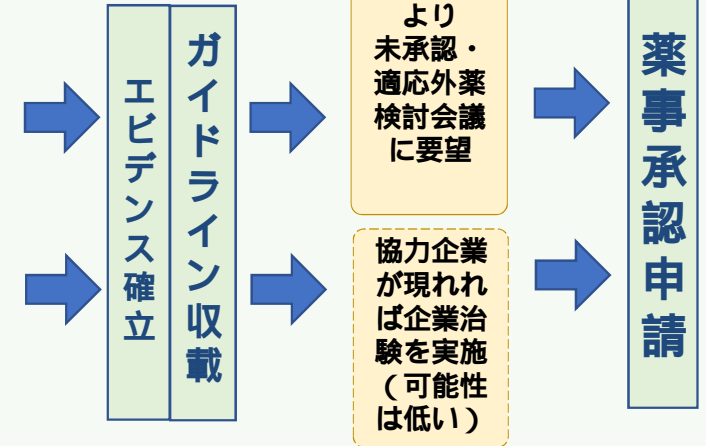 エビデンス確立
ガイドライン収載
より
未承認・
適応外薬
検討会議
に要望
協力企業
が現れれ
ば企業治
験を実施
（可能性
は低い）
薬事承認申請